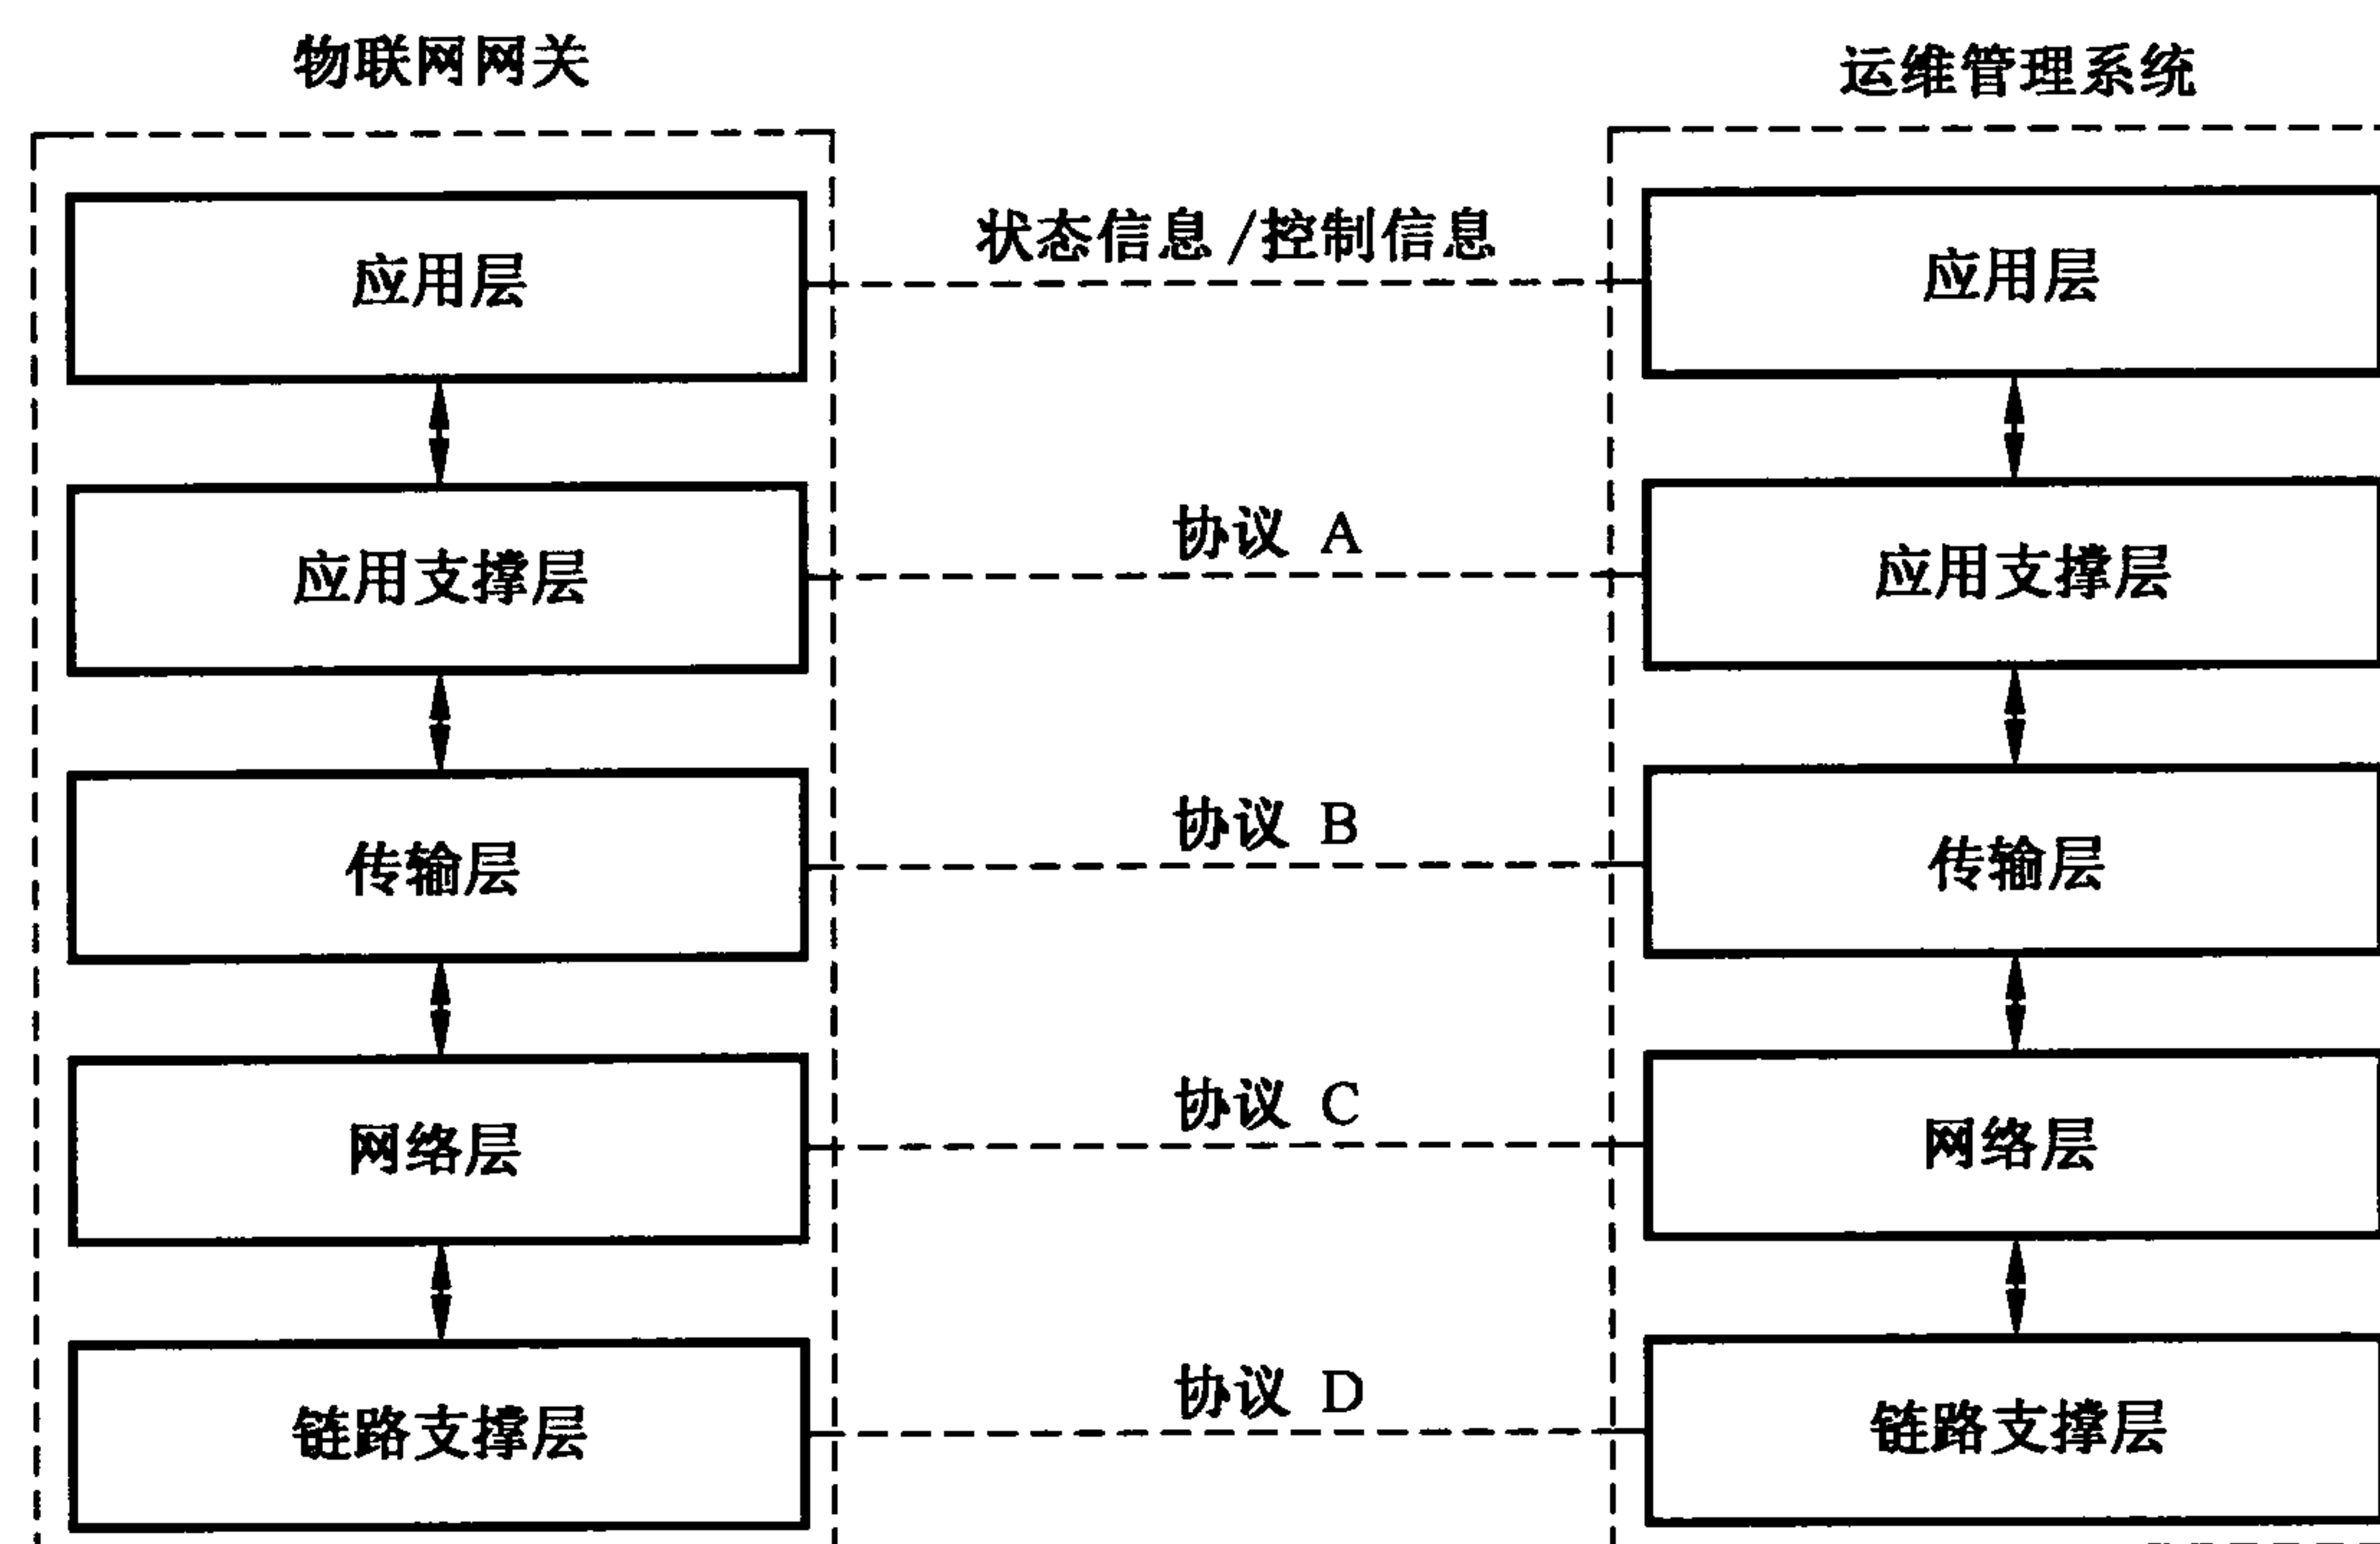 物联网网关
运维管理系统
应用层
状态信息/控制信息
应用层
应用支撑层
协议 A
应用支撑层
传输层
协议 B
传输层
网络层
协议 C
网络层
链路支撑层
协议 D
链路支撑层